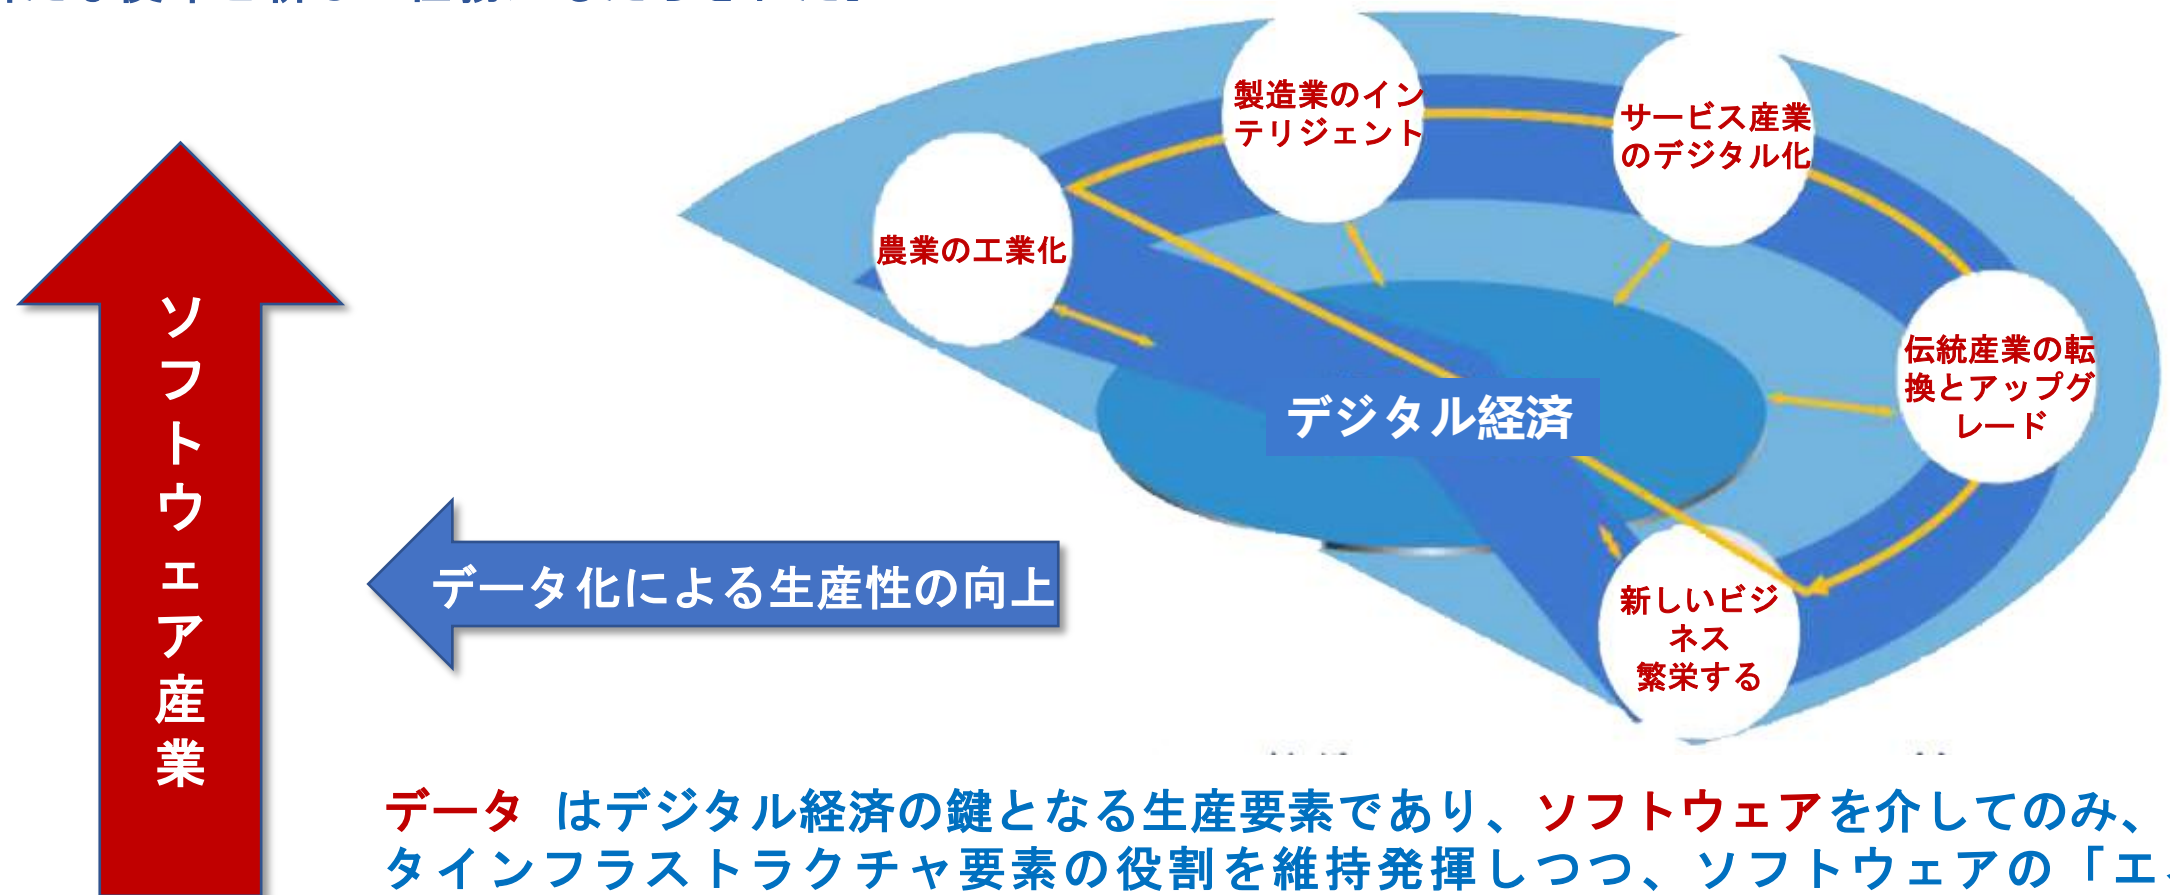 製造業のイン
テリジェント
サービス産業
のデジタル化
農業の工業化
伝統産業の転
換とアップグ
レード
デジタル経済
新しいビジ
ネス
繁栄する
ソフトウェア産業
データ化による生産性の向上
データ はデジタル経済の鍵となる生産要素であり、ソフトウェアを介してのみ、
タインフラストラクチャ要素の役割を維持発揮しつつ、ソフトウェアの「エ